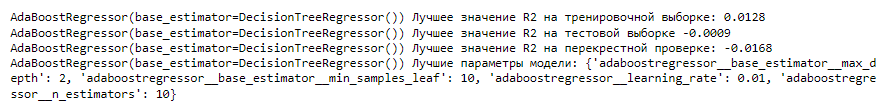 AdaBoostRegressor(base_estimator=DecisionTreeRegressor()) Лучшее значение R2 на тренировочной выборке: 0.0128
AdaBoostRegressor(base_estimator=DecisionTreeRegressor()) Лучшее значение R2 на тестовой выборке -0.0009
AdaBoostRegressor(base_estimator=DecisionTreeRegressor()) Лучшее значение R2 на перекрестной проверке: -0.0168
AdaBoostRegressor(base_estimator=DecisionTreeRegressor()) Лучшие параметры модели: {'adaboostregressor__base_estimator__max_d
epth': 2, 'adaboostregressor__base_estimator__min_samples_leaf': 10, 'adaboostregressor__learning_rate': 0.01, 'adaboostregre
ssor__n_estimators': 10}